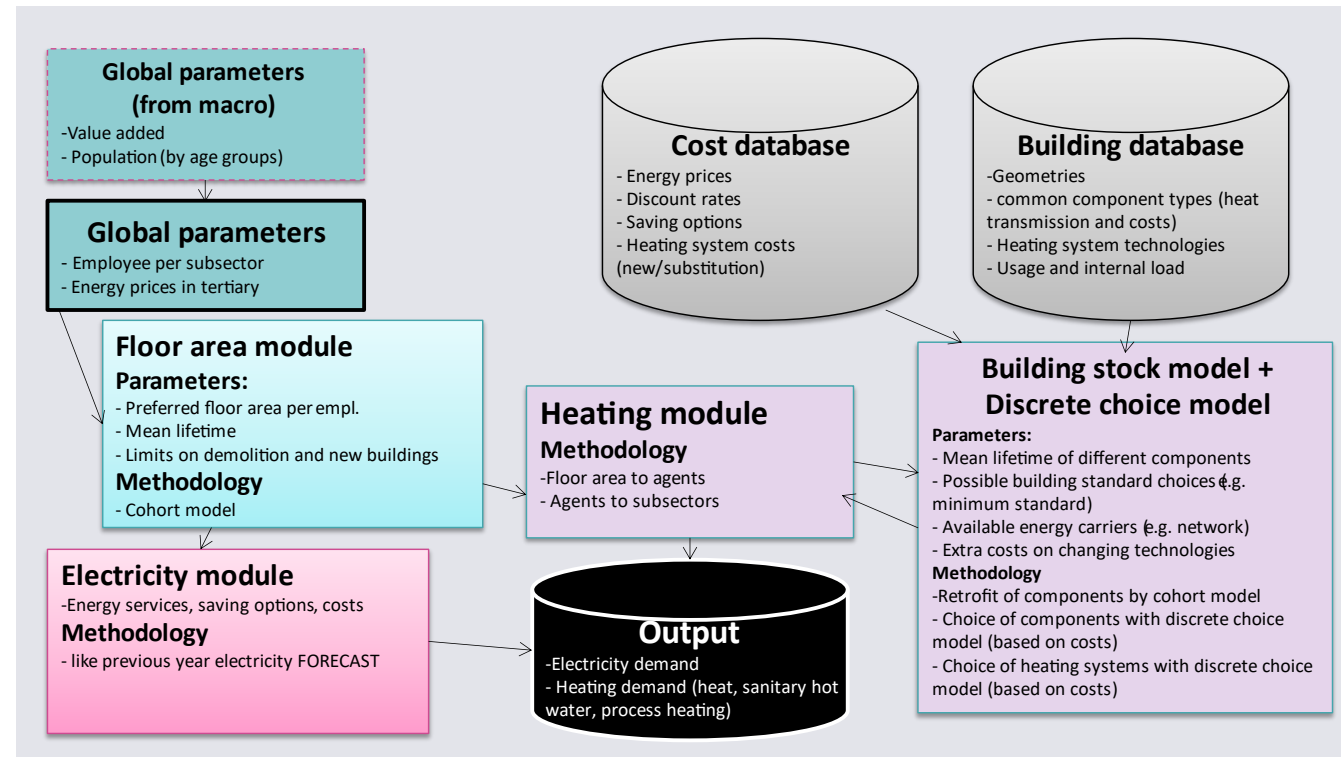 Global parameters
(from macro)
-Value added
- Population (by age groups)
Global parameters
- Employee per subsector
- Energy prices in tertiary
Floor area module
Parameters:
- Preferred floor area per empl.
- Mean lifetime
- Limits on demolition and new buildings
Methodology
- Cohort model
Electricity module
-Energy services, saving options, costs
Methodology
- like previous year electricity FORECAST
Cost database
- Energy prices
- Discount rates
- Saving options
- Heating system costs
(new/substitution)
Building database
-Geometries
- common component types (heat
transmission and costs)
- Heating system technologies
- Usage and internal load
Heating module
Methodology
-Floor area to agents
- Agents to subsectors
Output
-Electricity demand
- Heating demand (heat, sanitary hot
water, process heating)
Building stock model +
Discrete choice model
Parameters:
- Mean lifetime of different components
- Possible building standard choices (e.g.
minimum standard)
- Available energy carriers (e.g. network)
- Extra costs on changing technologies
Methodology
-Retrofit of components by cohort model
- Choice of components with discrete choice
model (based on costs)
- Choice of heating systems with discrete choice
model (based on costs)